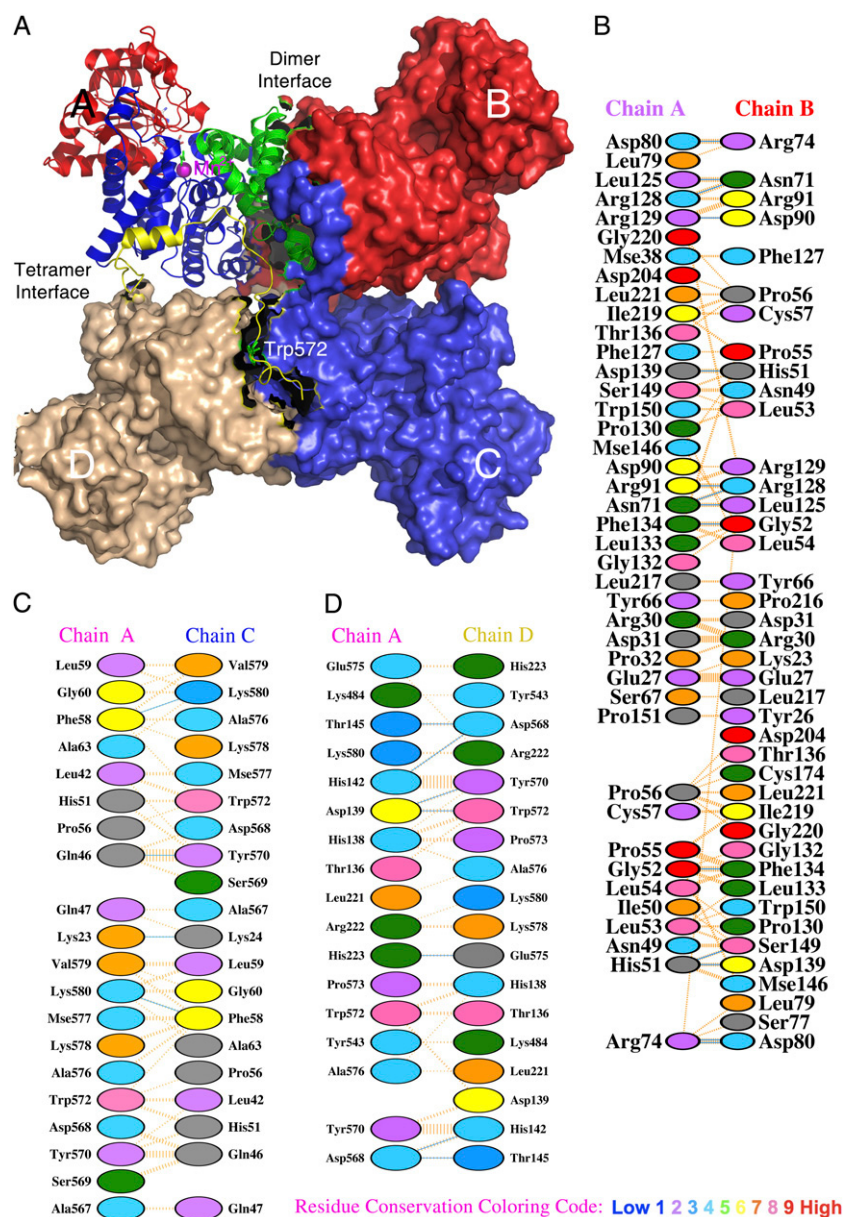 A
Dimer
Interface
A
B
Tetramer
Interface
Trp572
D
C
B
Chain A Chain B
Asp80 Arg74
Leu79
Leu125 Asn71
Arg128 Arg91
Arg129 Asp90
Gly220
Mse38 Phe127
Asp204
Leu221 Pro56
Ile219 Cys57
Thr136
Phe127 Pro55
Asp139 His51
Ser149 Asn49
Trp150 Leu53
Pro130
Mse146
Asp90 Arg129
Arg91 Arg128
Asn71 Leu125
Phe134 Gly52
Leu133 Leu54
Gly132
Leu217 Tyr66
Tyr66 Pro216
Arg30 Asp31
Asp31 Arg30
Pro32 Lys23
Glu27 Glu27
Ser67 Leu217
Pro151 Tyr26
Asp204
Thr136
Cys174
Pro56 Leu221
Cys57 Ile219
Gly220
Pro55 Gly132
Gly52 Phe134
Leu54 Leu133
Ile50 Trp150
Leu53 Pro130
Asn49 Ser149
His51 Asp139
Mse146
Leu79
Ser77
Arg74 Asp80
C
Chain A Chain C
Leu59 Val579
Gly60 Lys580
Phe58 Ala576
Ala63 Lys578
Leu42 Mse577
His51 Trp572
Pro56 Asp568
Gln46 Tyr570
Ser569
Gln47 Ala567
Lys23 Lys24
Val579 Leu59
Lys580 Gly60
Mse577 Phe58
Lys578 Ala63
Ala576 Pro56
Trp572 Leu42
Asp568 His51
Tyr570 Gln46
Ser569
Ala567 Gln47
D
Chain A Chain D
Glu575 His223
Lys484 Tyr543
Thr145 Asp568
Lys580 Arg222
His142 Tyr570
Asp139 Trp572
His138 Pro573
Thr136 Ala576
Leu221 Lys580
Arg222 Lys578
His223 Glu575
Pro573 His138
Trp572 Thr136
Tyr543 Lys484
Ala576 Leu221
Asp139
Tyr570 His142
Asp568 Thr145
Residue Conservation Coloring Code: Low 1 2 3 4 5 6 7 8 9 High